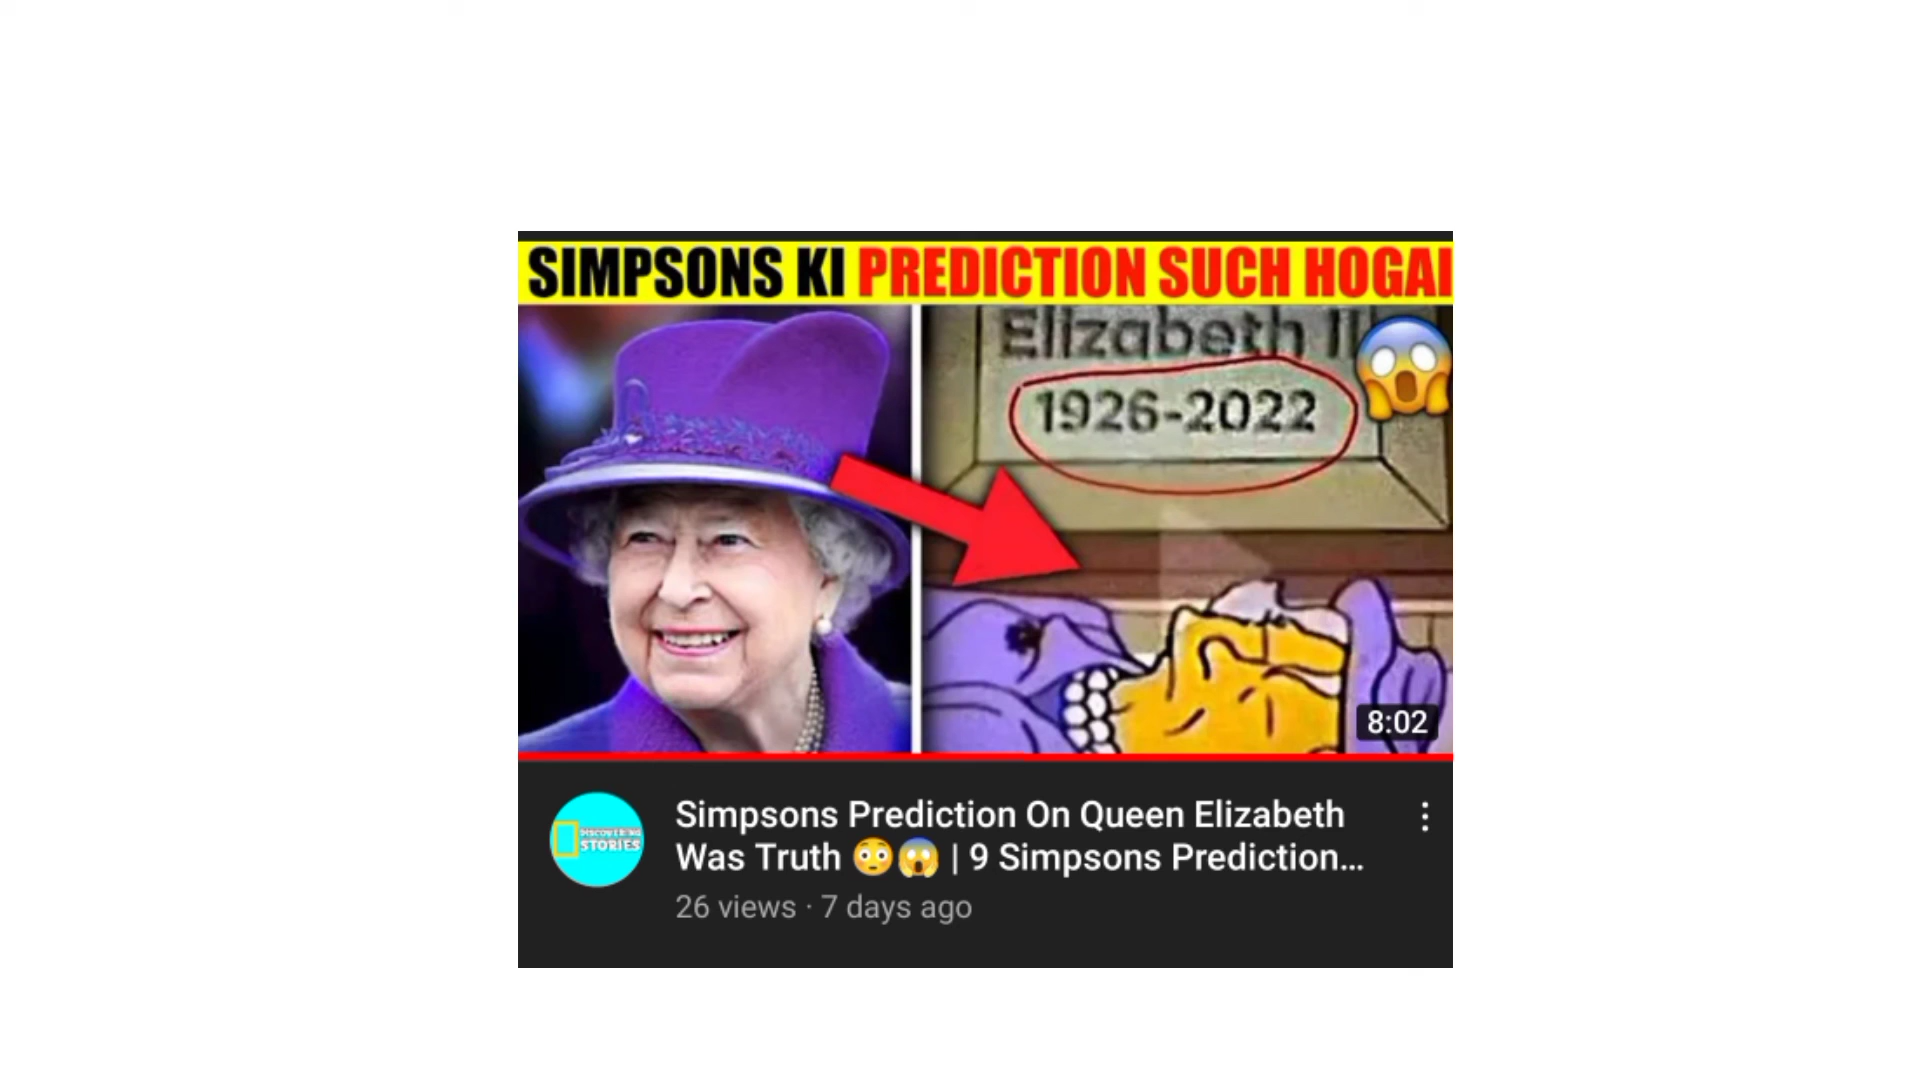 SIMPSONS KI PREDICTION SUCH HOGAI
Elizabeth II
1926-2022
8:02
DISCOVERING
STORIES
Simpsons Prediction On Queen Elizabeth
Was Truth 😳😱 | 9 Simpsons Prediction...
26 views · 7 days ago